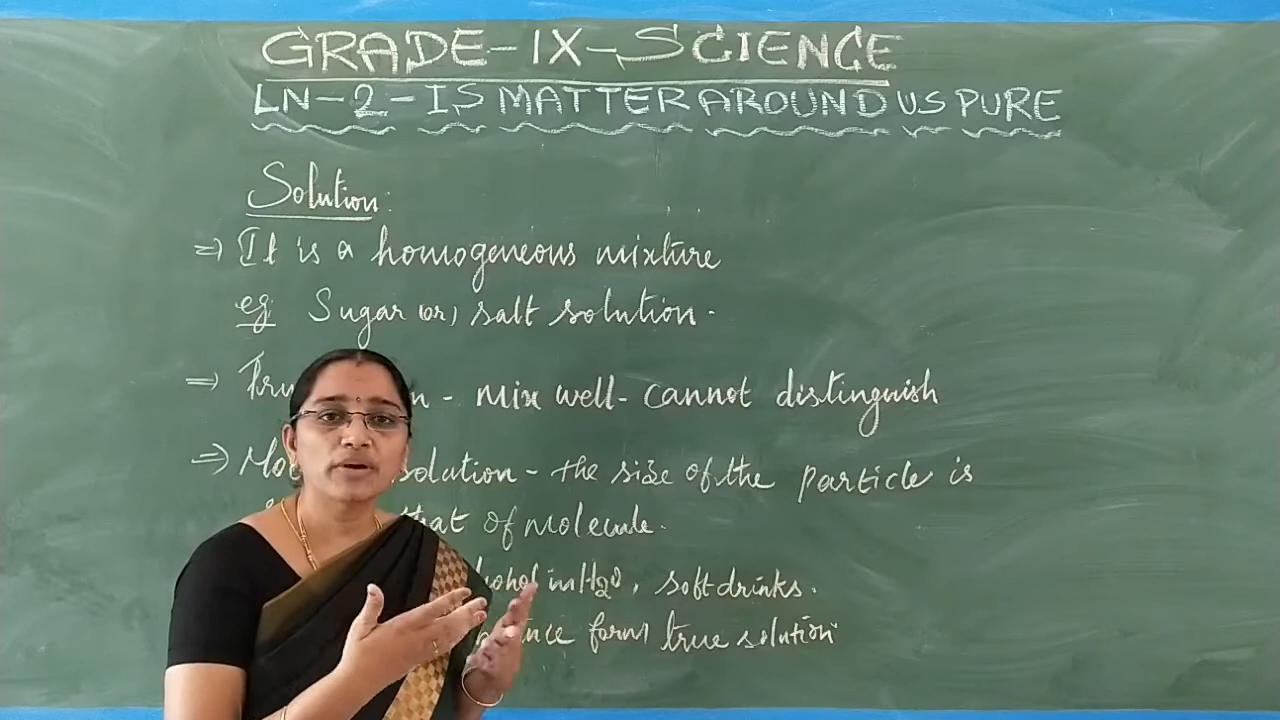 GRADE-IX-SCIENCE
LN-2-IS MATTER AROUND US PURE
Solution:
⇒ It is a homogeneous mixture
eg Sugar (or) salt solution.
⇒ - mix well - cannot distinguish
⇒ solution - the size of the particle is
that of molecule.
in H2O, soft drinks.
form true solution